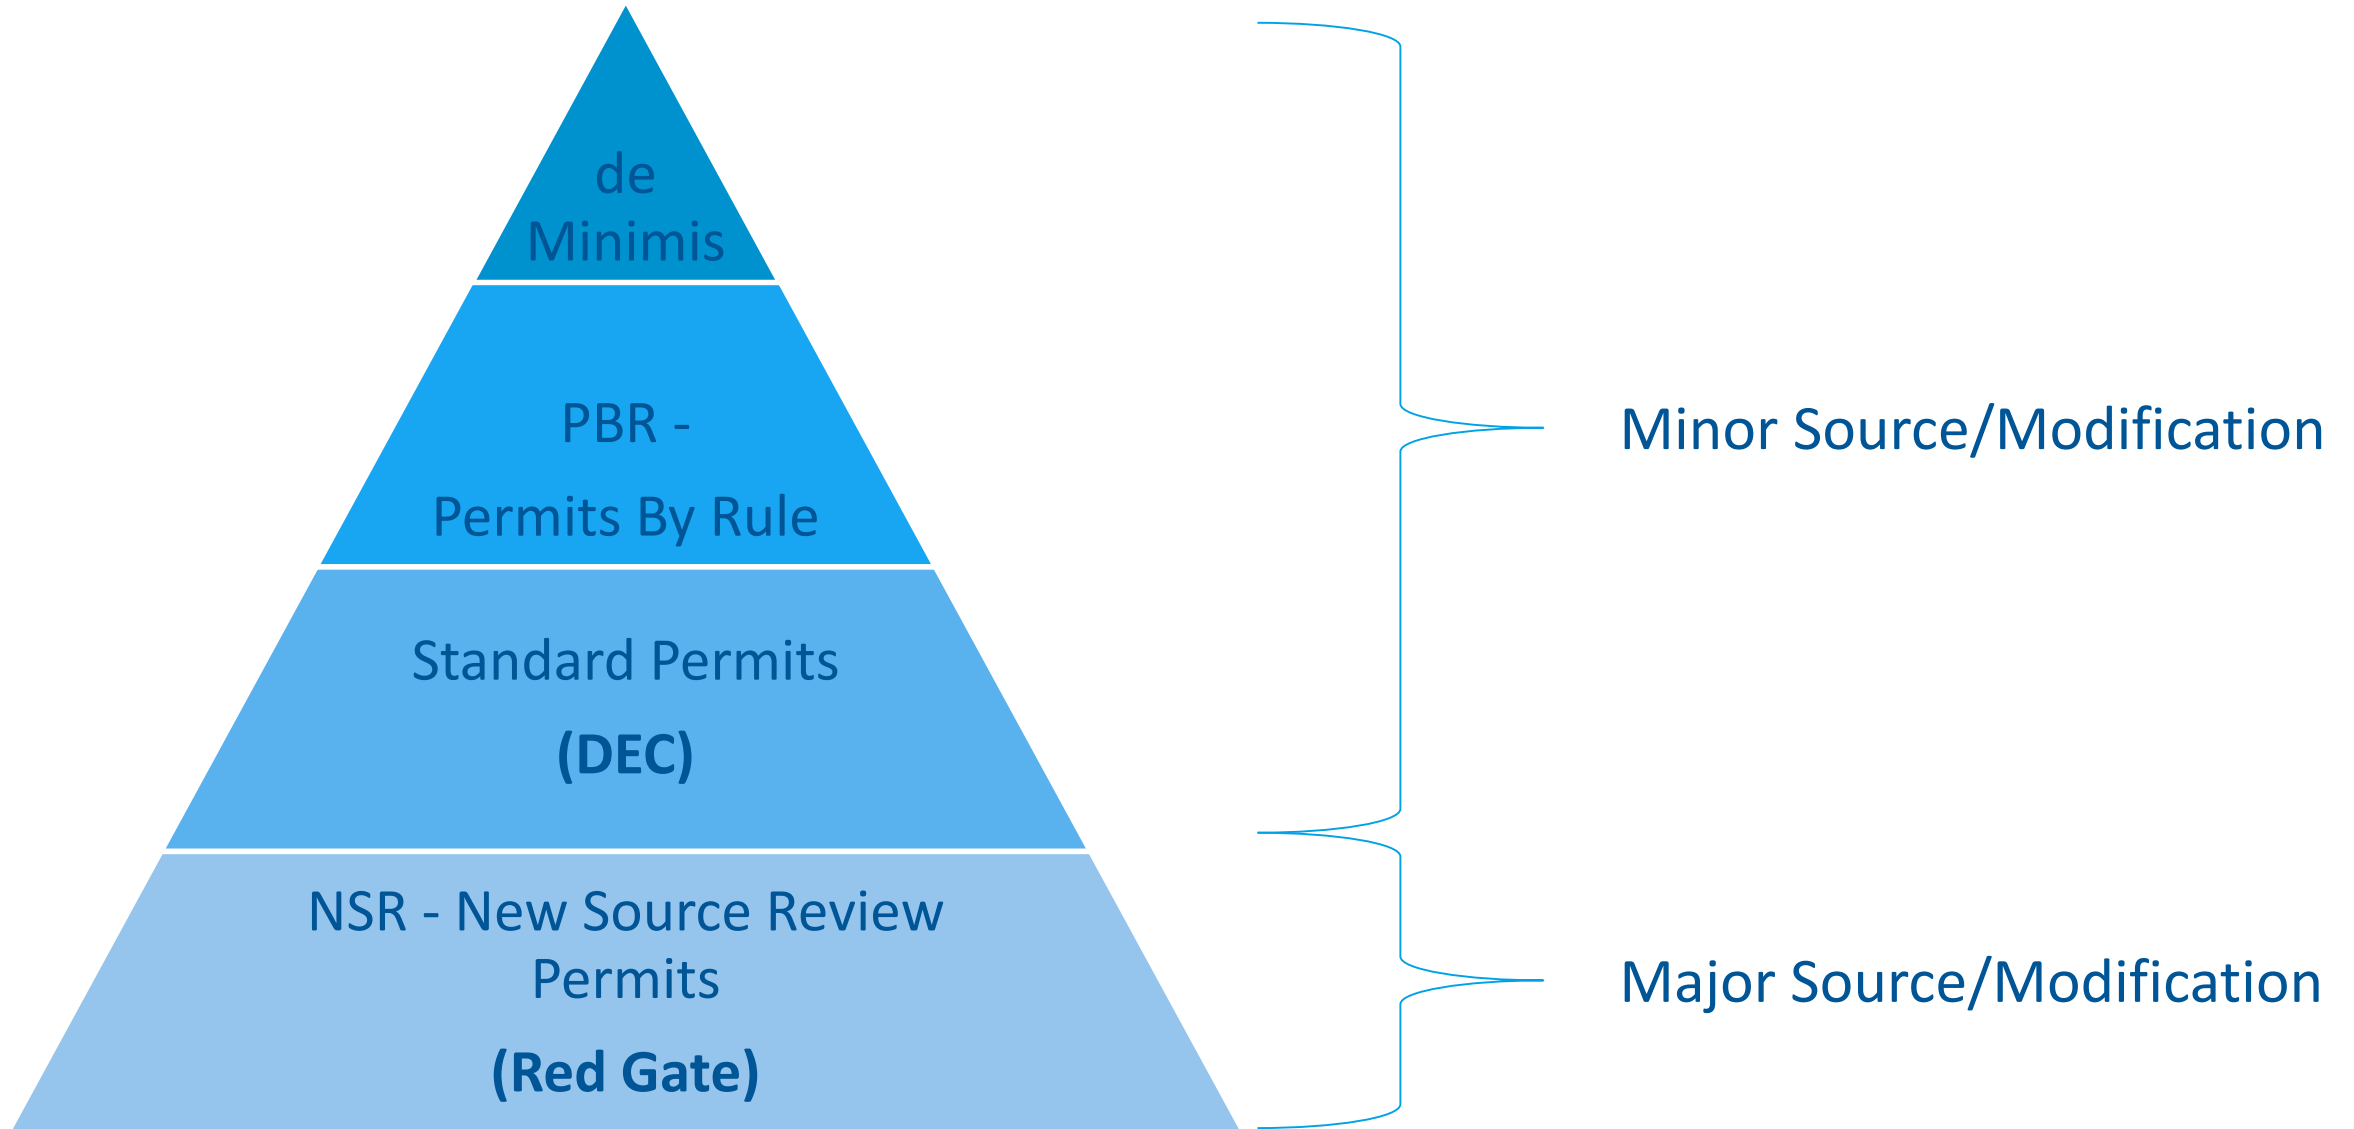 de
Minimis
PBR -
Permits By Rule
Standard Permits
(DEC)
NSR - New Source Review
Permits
(Red Gate)
Minor Source/Modification
Major Source/Modification